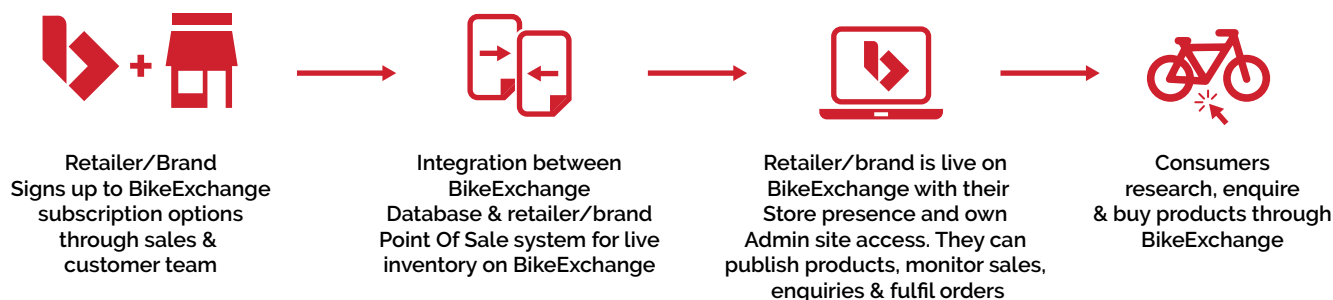 Retailer/Brand
Signs up to BikeExchange
subscription options
through sales &
customer team
Integration between
BikeExchange
Database & retailer/brand
Point Of Sale system for live
inventory on BikeExchange
Retailer/brand is live on
BikeExchange with their
Store presence and own
Admin site access. They can
publish products, monitor sales,
enquiries & fulfil orders
Consumers
research, enquire
& buy products through
BikeExchange